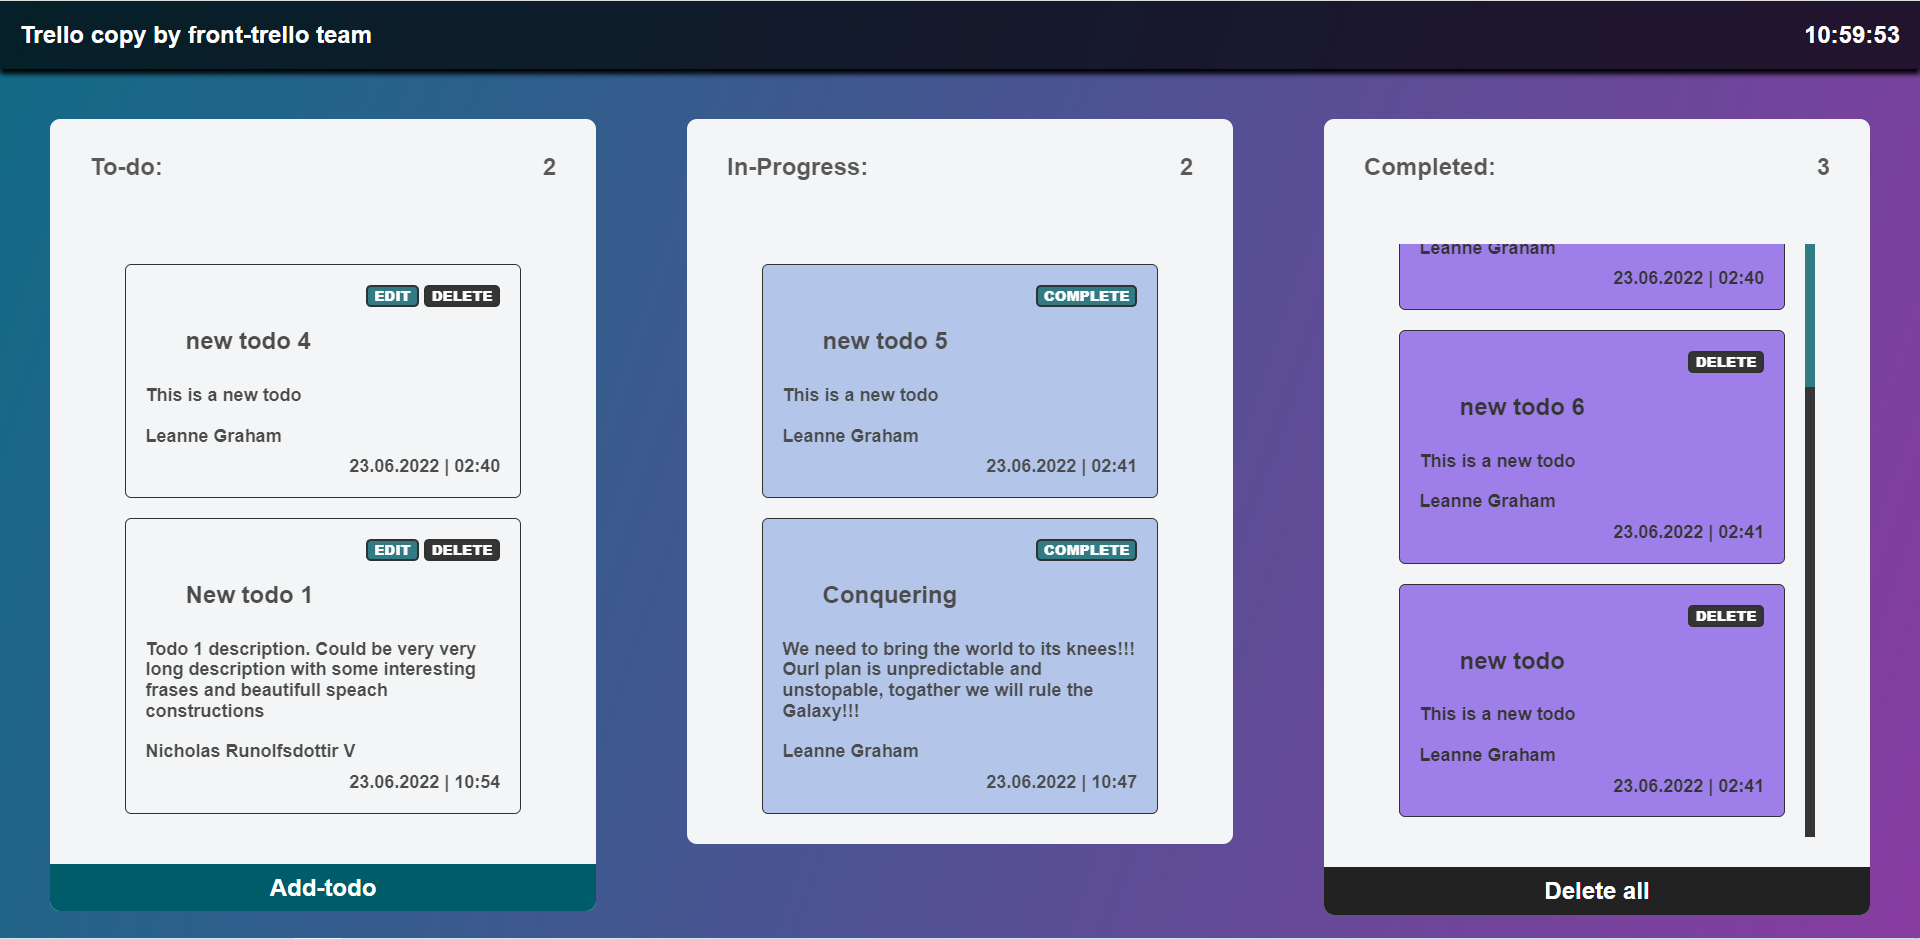 Trello copy by front-trello team
10:59:53
To-do:
2
EDIT DELETE
new todo 4
This is a new todo
Leanne Graham
23.06.2022 | 02:40
EDIT DELETE
New todo 1
Todo 1 description. Could be very very
long description with some interesting
frases and beautifull speach
constructions
Nicholas Runolfsdottir V
23.06.2022 | 10:54
Add-todo
In-Progress:
2
COMPLETE
new todo 5
This is a new todo
Leanne Graham
23.06.2022 | 02:41
COMPLETE
Conquering
We need to bring the world to its knees!!!
Ourl plan is unpredictable and
unstopable, togather we will rule the
Galaxy!!!
Leanne Graham
23.06.2022 | 10:47
Completed:
3
Leanne Graham
23.06.2022 | 02:40
DELETE
new todo 6
This is a new todo
Leanne Graham
23.06.2022 | 02:41
DELETE
new todo
This is a new todo
Leanne Graham
23.06.2022 | 02:41
Delete all